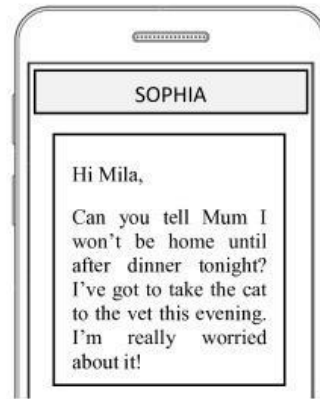 SOPHIA
Hi Mila,
Can you tell Mum I
won't be home until
after dinner tonight?
I've got to take the cat
to the vet this evening.
I'm really worried
about it!